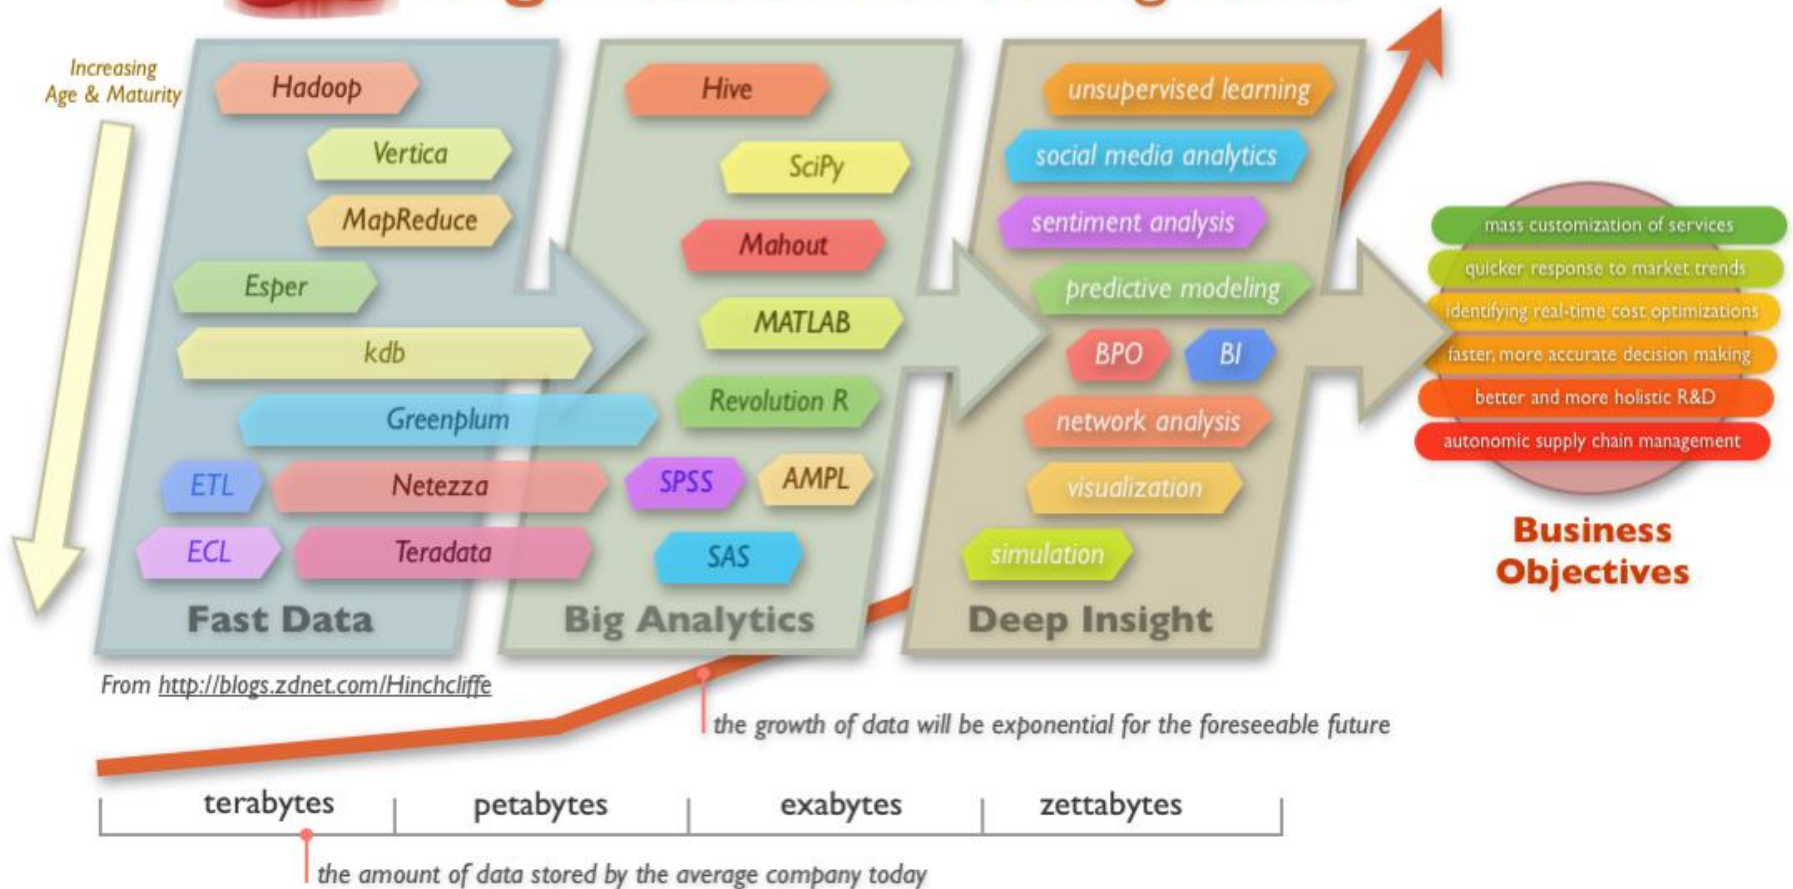 Increasing
Age & Maturity
Hadoop
Vertica
MapReduce
Esper
kdb
Greenplum
ETL
Netezza
ECL
Teradata
Fast Data
Hive
SciPy
Mahout
MATLAB
Revolution R
SPSS
AMPL
SAS
Big Analytics
unsupervised learning
social media analytics
sentiment analysis
predictive modeling
BPO
BI
network analysis
visualization
simulation
Deep Insight
mass customization of services
quicker response to market trends
identifying real-time cost optimizations
faster, more accurate decision making
better and more holistic R&D
autonomic supply chain management
Business
Objectives
From http://blogs.zdnet.com/Hinchcliffe
the growth of data will be exponential for the foreseeable future
terabytes
petabytes
exabytes
zettabytes
the amount of data stored by the average company today